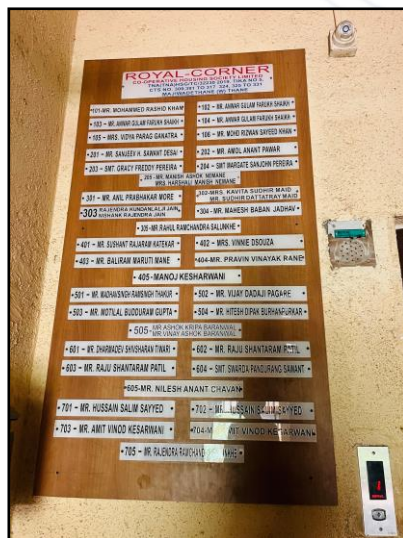 ROYAL-CORNER
CO-OPERATIVE HOUSING SOCIETY LIMITED
MAJIWADE THANE (W) THANE
101-MR. MOHAMMED RASHID KHAN
102 - MR. ANWAR GULAM FARUKH SHAIKH
103 - MR. ANWAR GULAM FARUKH SHAIKH
104 - MR. ANWAR GULAM FARUKH SHAIKH
105 - MRS. VIDYA PARAG GANATRA
106 - MR. MOHD RIZWAN SAYEED KHAN
201 - MR. SANJEEV H. SAWANT DESAI
202 - MR. AMOL ANANT PAWAR
203 - SMT. GRACY FREDDY PEREIRA
204 - SMT MARGATE SANJOHN PEREIRA
205 - MR. MANISH ASHOK NEMANE
MRS. HARSHALI MANISH NEMANE
301 - MR. ANIL PRABHAKAR MORE
302-MRS. KAVITA SUDHIR MAID
MR. SUDHIR DATTATRAY MAID
303 RAJENDRA KUNDANLALJI JAIN
RAJENDRA JAIN
304 - MR. MAHESH BABAN JADHAV
305 - MR. RAHUL RAMCHANDRA SALUNKHE
401 - MR. SUSHANT RAJARAM HATEKAR
402 - MRS. VINNIE DSOUZA
403 - MR. BALIRAM MARUTI MANE
404-MR. PRAVIN VINAYAK RANE
405-MANOJ KESHARWANI
501 - MR. MADHAVSINGH RAMSINGH THAKUR
502 - MR. VIJAY DADAJI PAGARE
503 - MR. MOTILAL BUDDURAM GUPTA
504 - MR. HITESH DIPAK BURHANPURKAR
505- MR. ASHOK KRIPA BARANWAL
MR. VINAY ASHOK BARANWAL
601 - MR. DHARMADEV SHIVSHARAN TIWARI
602 - MR. RAJU SHANTARAM PATIL
603 - MR. RAJU SHANTARAM PATIL
604 - SMT. SWARDA PANDURANG SAWANT
605-MR. NILESH ANANT CHAVAN
701 - MR. HUSSAIN SALIM SAYYED
702 - HUSSAIN SALIM SAYYED
703 - MR. AMIT VINOD KESARWANI
704- VINOD KESARWANI
705 - MR. RAJENDRA